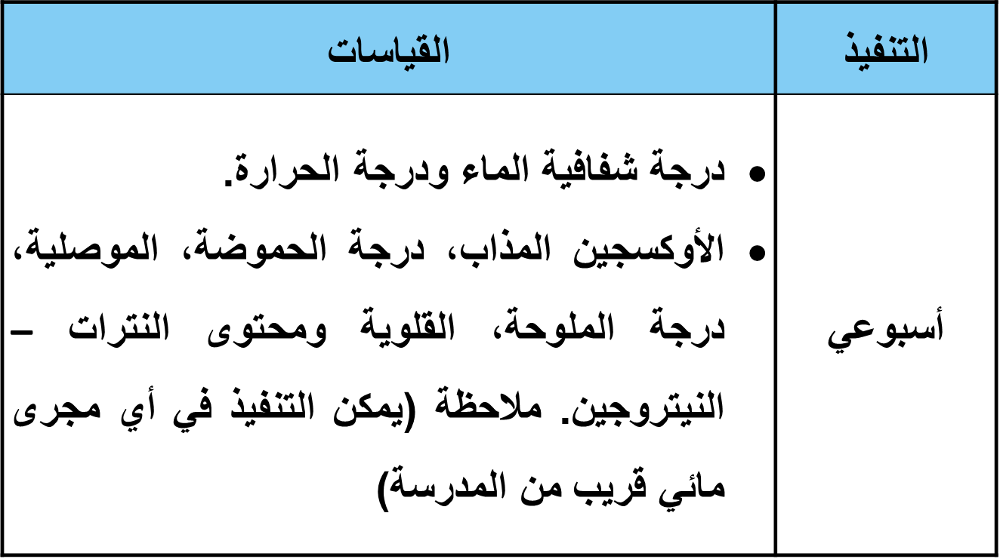 التنفيذ
القياسات
أسبوعي
• درجة شفافية الماء ودرجة الحرارة.
• الأوكسجين المذاب، درجة الحموضة، الموصلية،
درجة الملوحة، القلوية ومحتوى النترات –
النيتروجين. ملاحظة (يمكن التنفيذ في أي مجرى
مائي قريب من المدرسة)